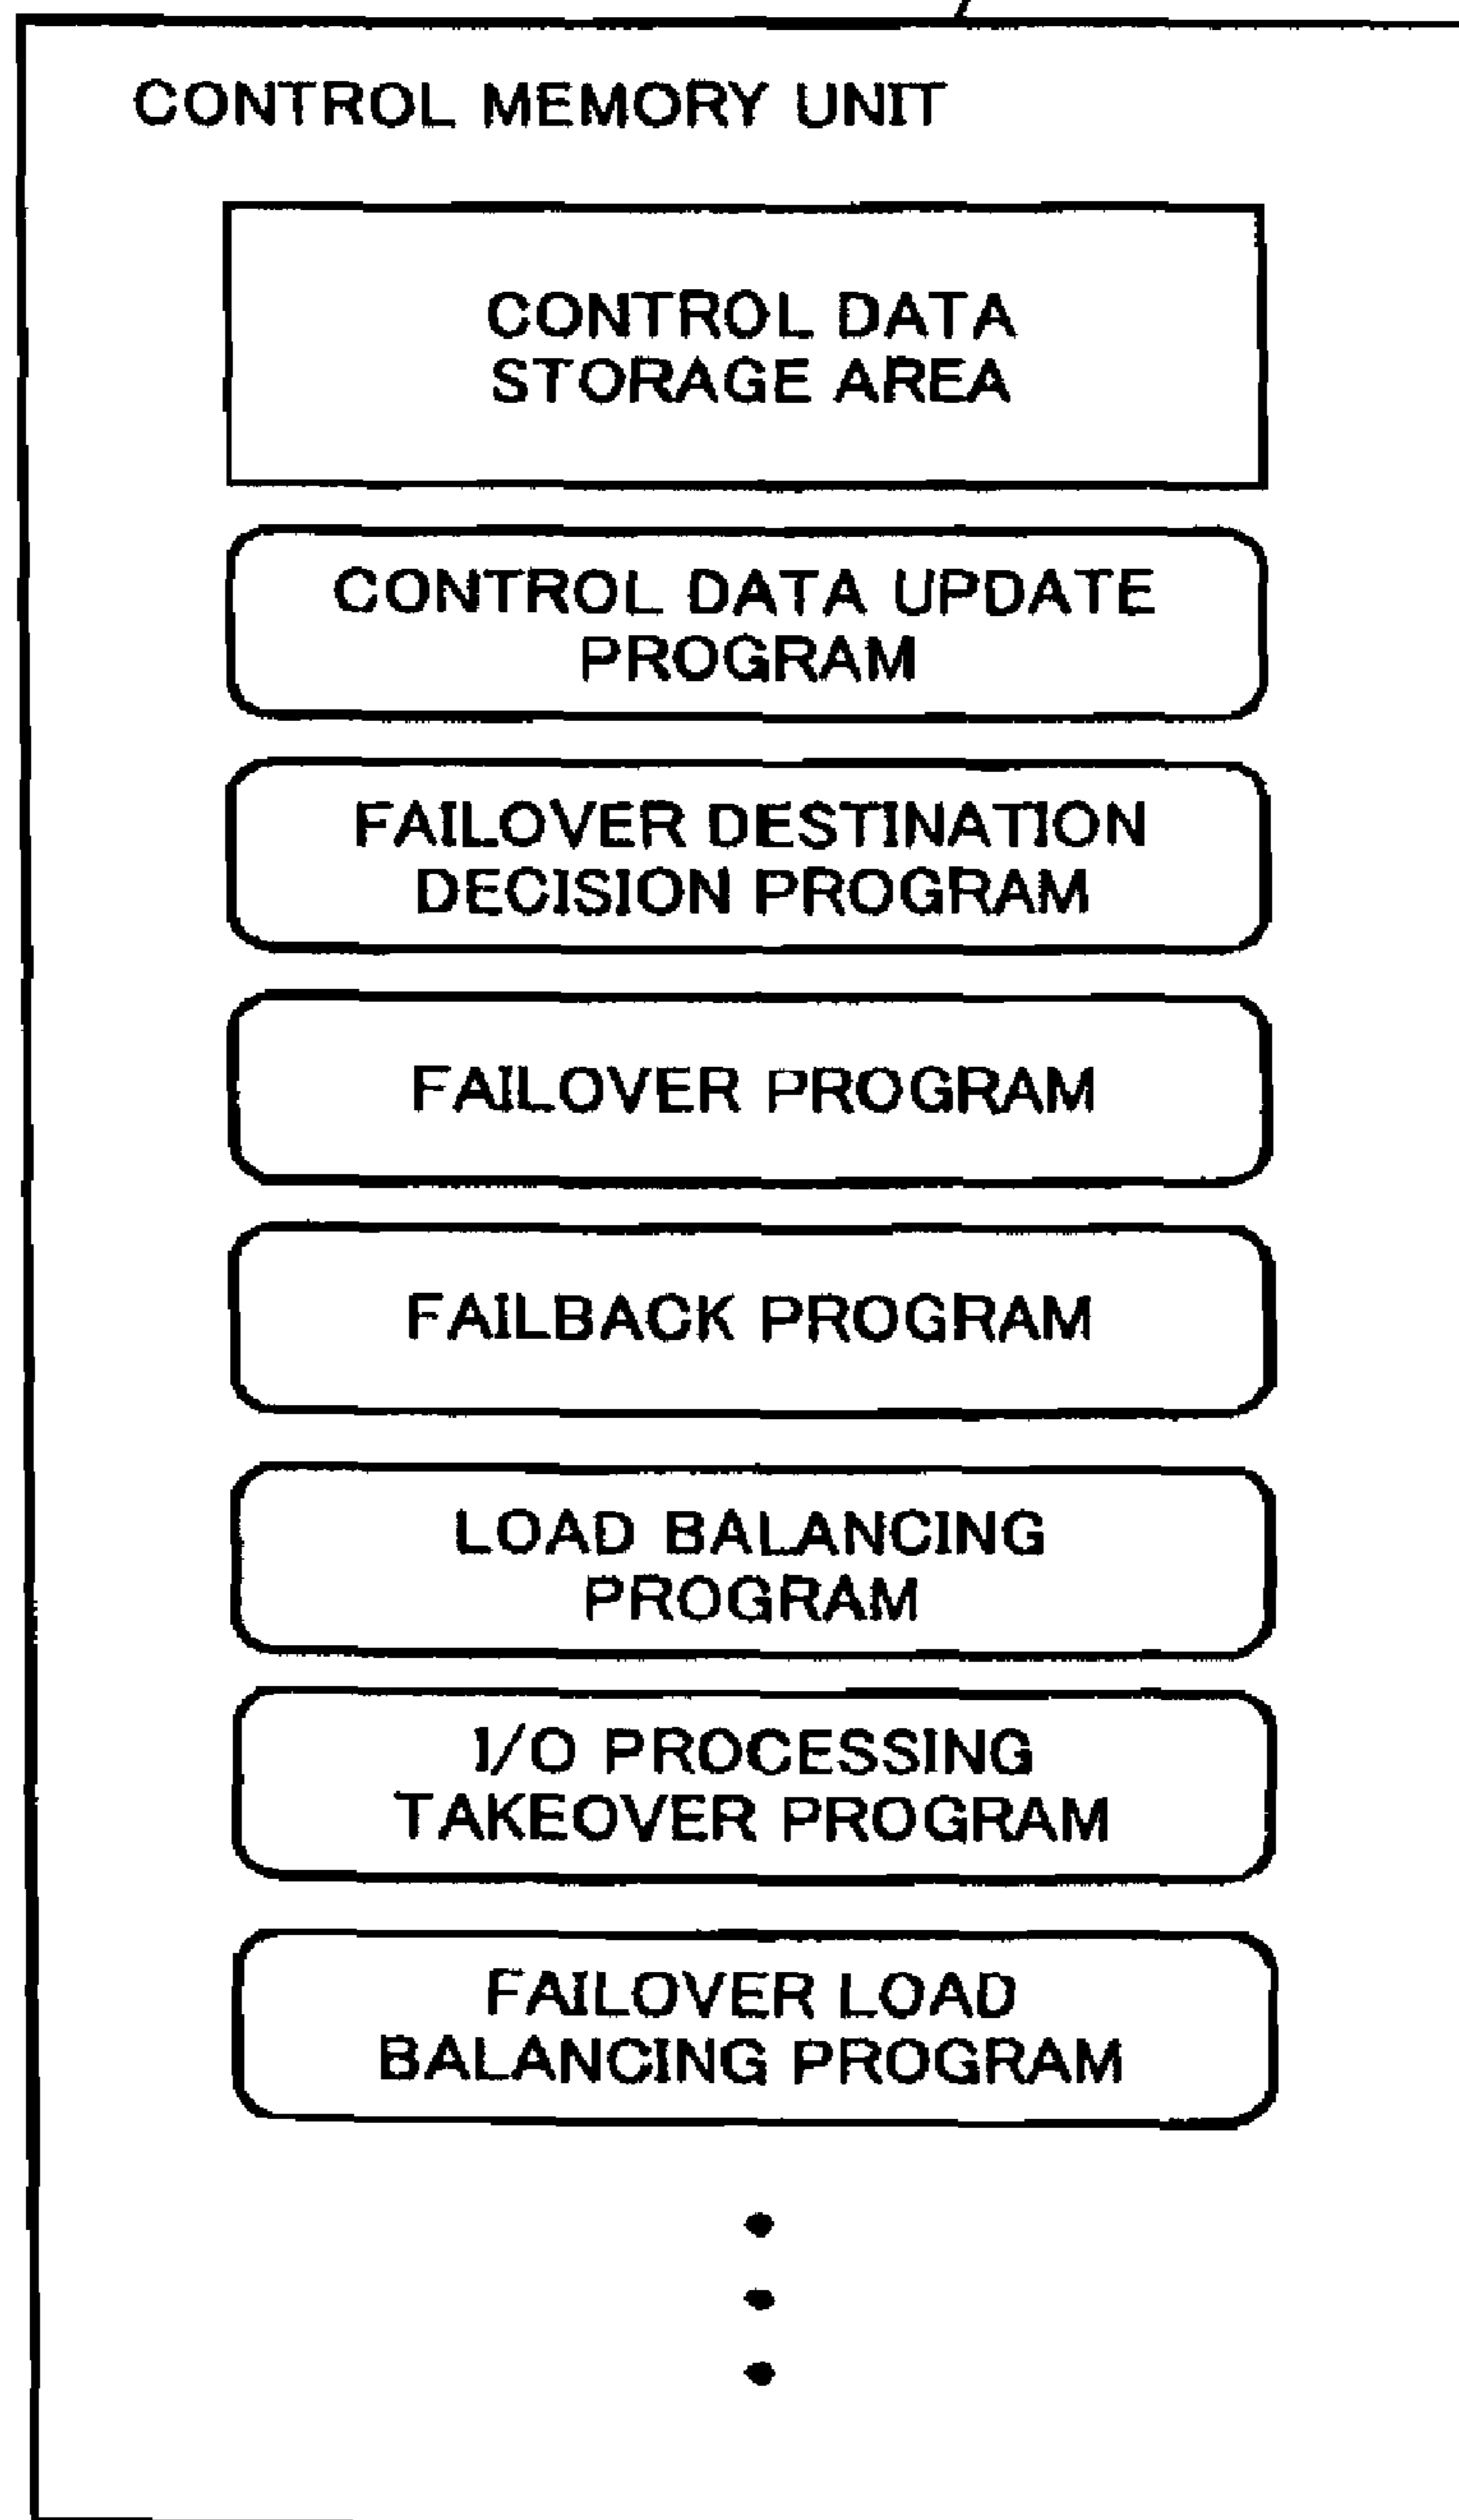 CONTROL MEMORY UNIT
CONTROL DATA
STORAGE AREA
CONTROL DATA UPDATE
PROGRAM
FAILOVER DESTINATION
DECISION PROGRAM
FAILOVER PROGRAM
FAILBACK PROGRAM
LOAD BALANCING
PROGRAM
I/O PROCESSING
TAKEOVER PROGRAM
FAILOVER LOAD
BALANCING PROGRAM